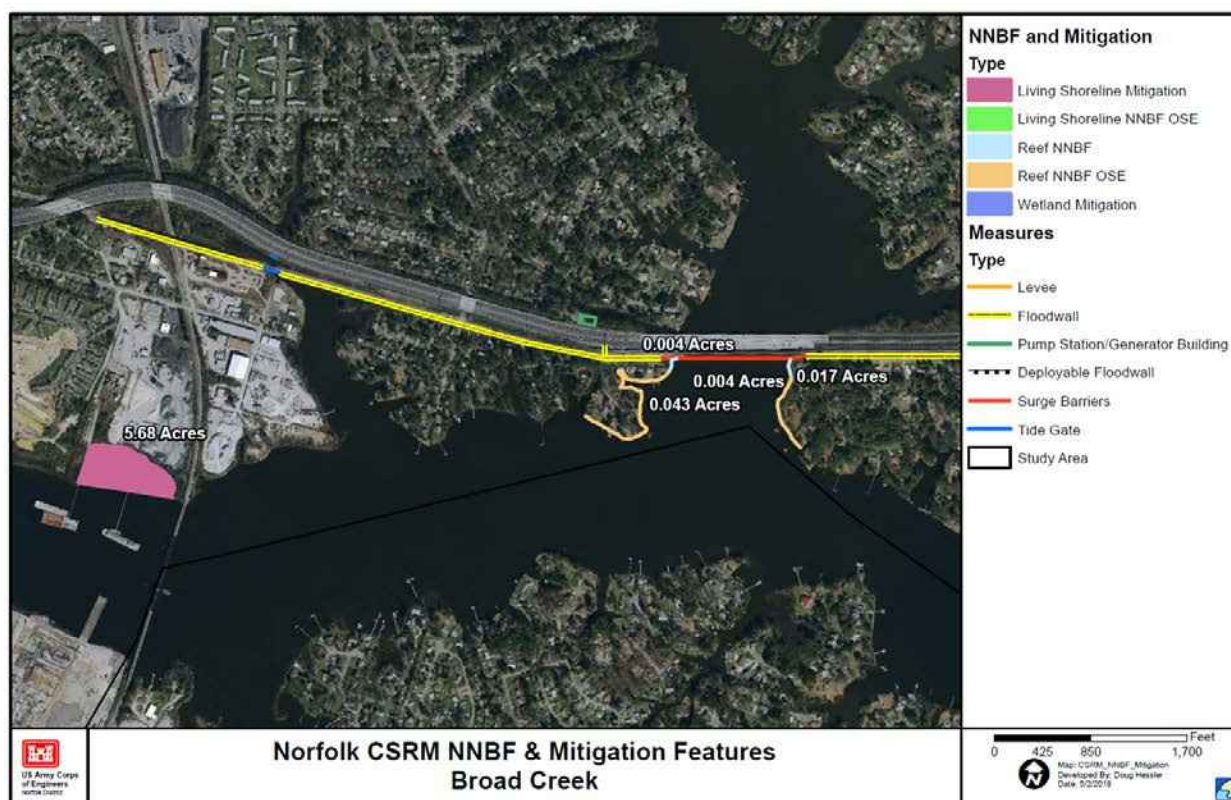 NNBF and Mitigation
Type
Living Shoreline Mitigation
Living Shoreline NNBF OSE
Reef NNBF
Reef NNBF OSE
Wetland Mitigation
Measures
Type
Levee
Floodwall
Pump Station/Generator Building
Deployable Floodwall
Surge Barriers
Tide Gate
Study Area
0.004 Acres
0.004 Acres
0.017 Acres
0.043 Acres
5.68 Acres
US Army Corps
of Engineers
Norfolk District
Norfolk CSRM NNBF & Mitigation Features
Broad Creek
Feet
0 425 850 1,700
N
Map: CSRM_NNBF_Mitigation
Developed By: Doug Hessler